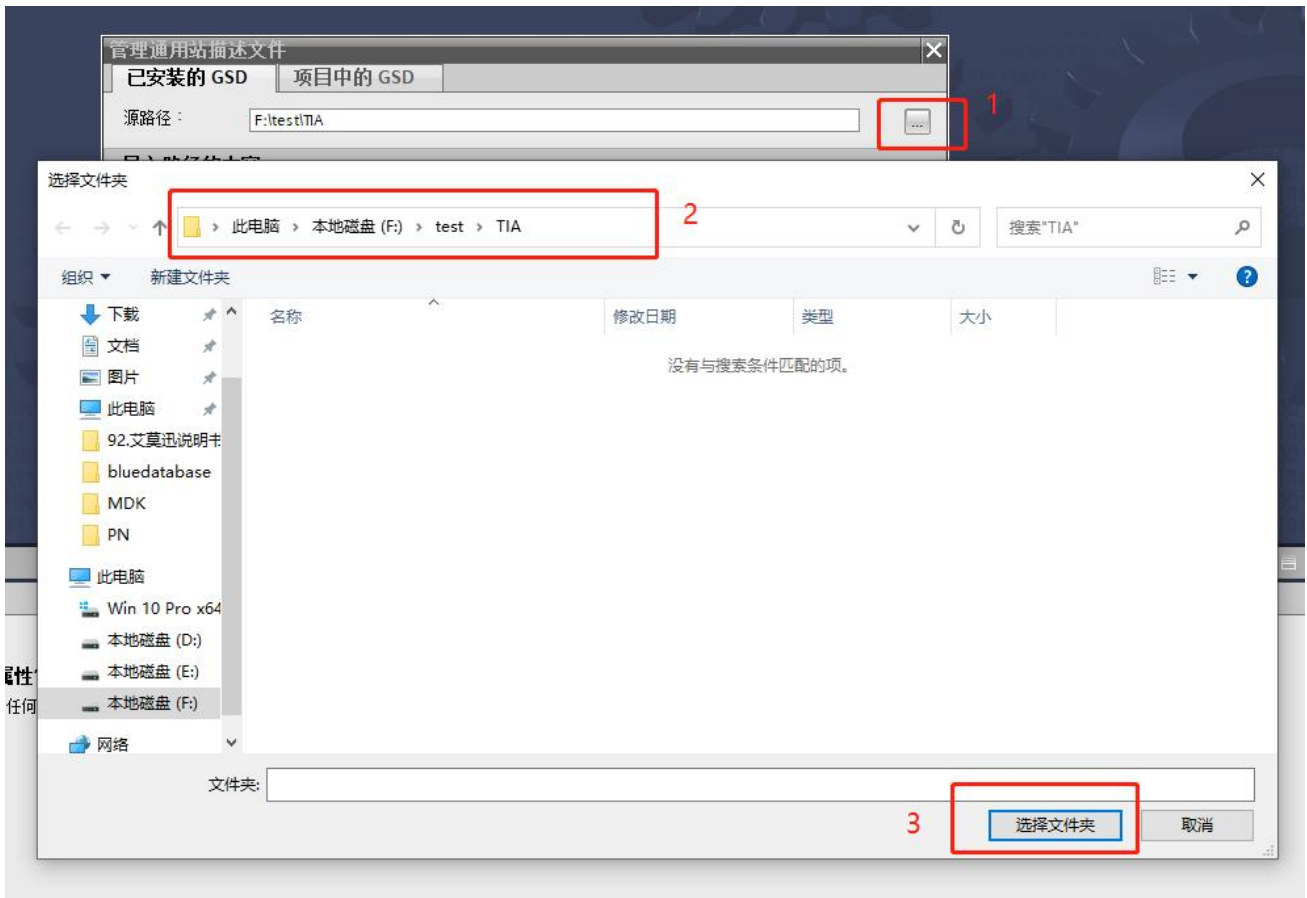 管理通用站描述文件
已安装的 GSD 项目中的 GSD
源路径： F:\test\TIA ... 1
选择文件夹
此电脑 › 本地磁盘 (F:) › test › TIA 2 搜索"TIA"
组织 新建文件夹 ?
下载 名称 修改日期 类型 大小
文档
没有与搜索条件匹配的项。
图片
此电脑
92.艾莫迅说明书
bluedatabase
MDK
PN
此电脑
Win 10 Pro x64
本地磁盘 (D:)
本地磁盘 (E:)
属性
本地磁盘 (F:)
任何
网络
文件夹:
3 选择文件夹 取消